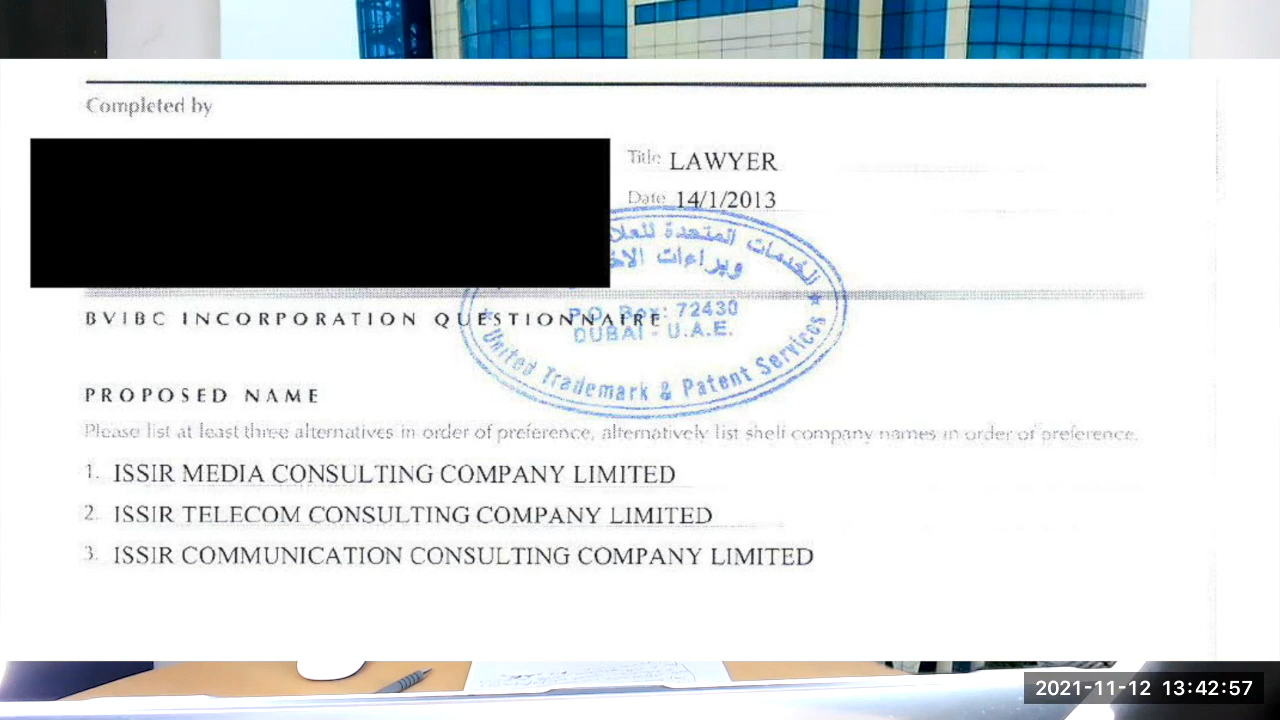 Completed by
Title LAWYER
Date 14/1/2013
الخدمات المتحدة
وبراءات
P.O. Box: 72430
DUBAI - U.A.E.
United Trademark & Patent Services
BVIBC INCORPORATION QUESTIONNAIRE
PROPOSED NAME
Please list at least three alternatives in order of preference, alternatively list shelf company names in order of preference.
1. ISSIR MEDIA CONSULTING COMPANY LIMITED
2. ISSIR TELECOM CONSULTING COMPANY LIMITED
3. ISSIR COMMUNICATION CONSULTING COMPANY LIMITED
2021-11-12 13:42:57